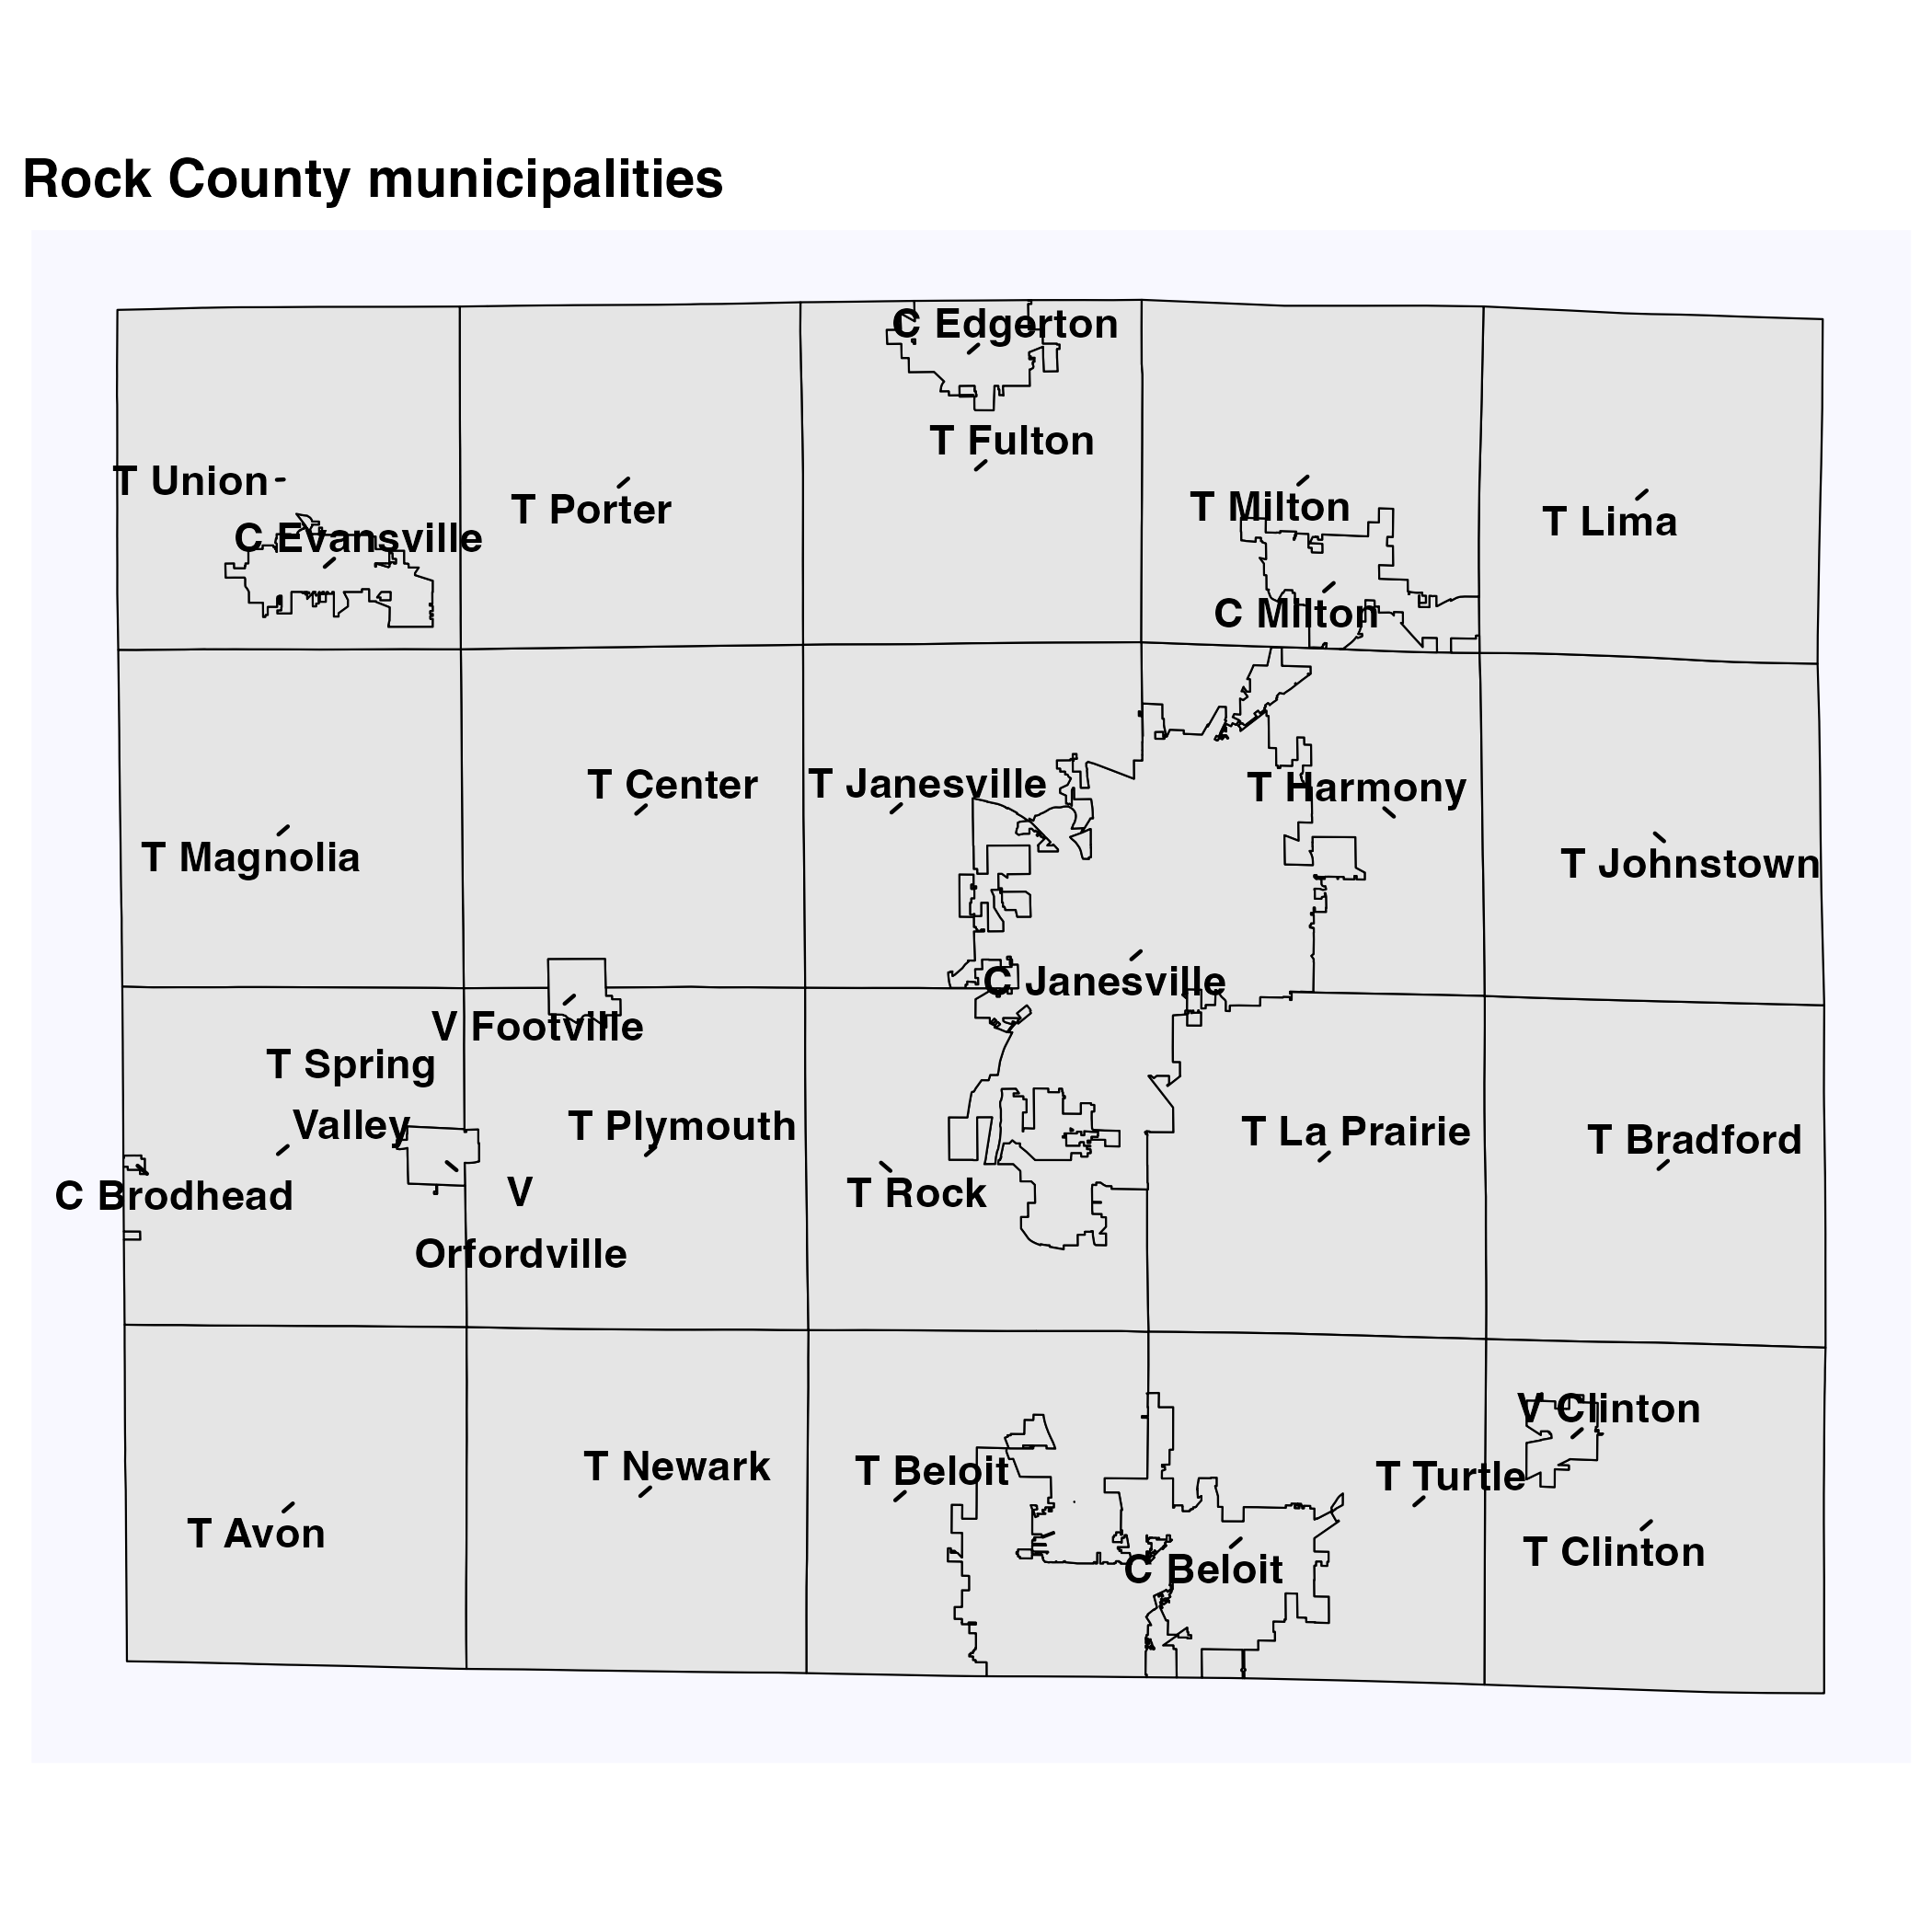 Rock County municipalities
C Edgerton
T Fulton
T Union
C Evansville
T Porter
T Milton
T Lima
C Milton
T Center
T Janesville
T Harmony
T Magnolia
T Johnstown
C Janesville
V Footville
T Spring
Valley
T Plymouth
T La Prairie
T Bradford
C Brodhead
V
Orfordville
T Rock
V Clinton
T Newark
T Beloit
T Turtle
T Avon
C Beloit
T Clinton